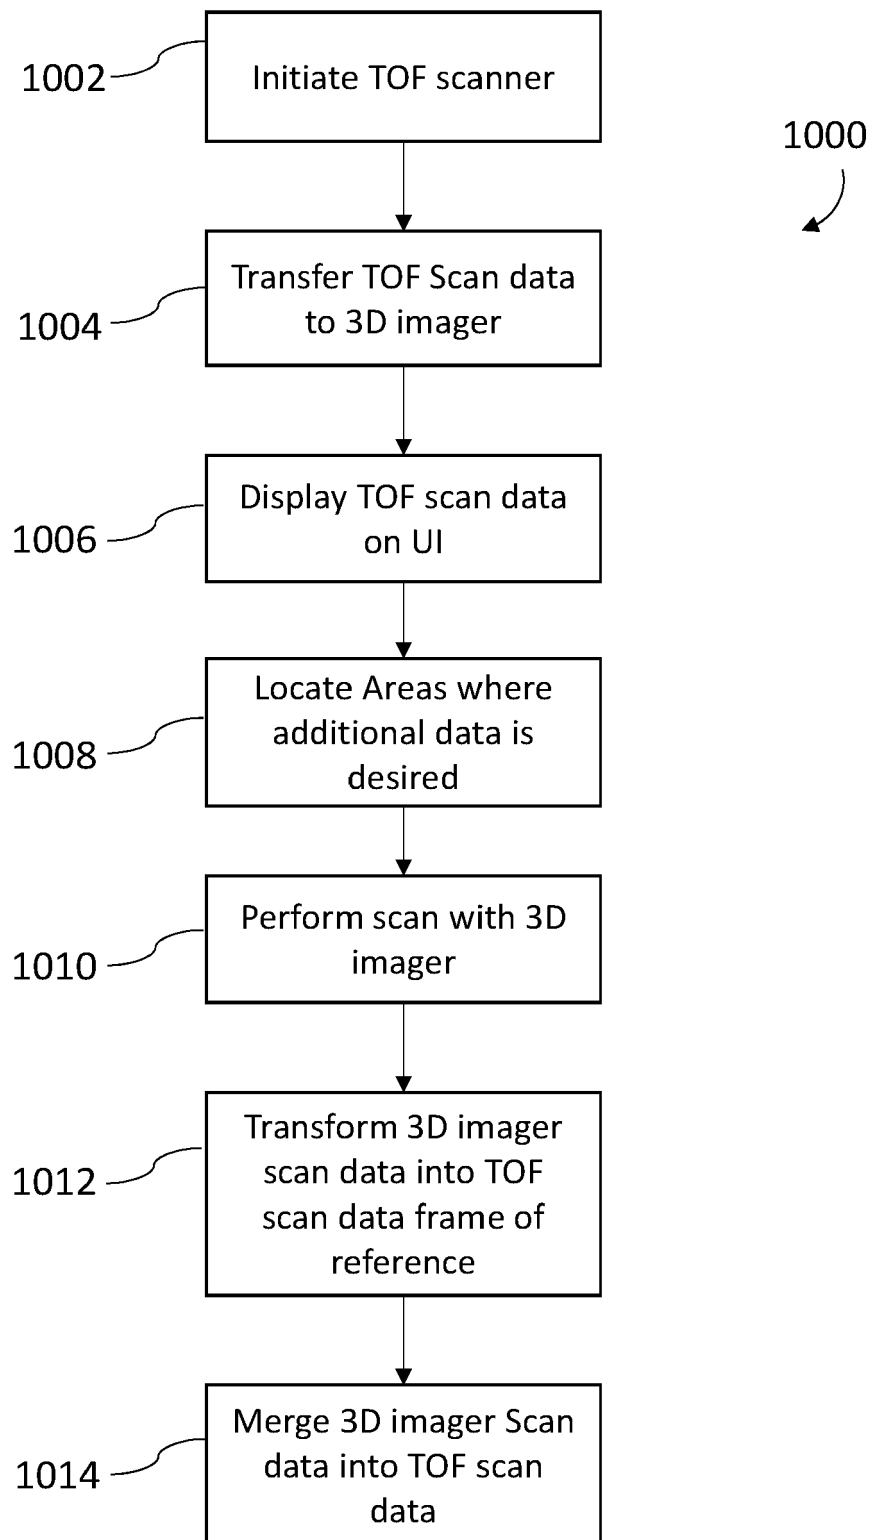 1002
Initiate TOF scanner
1000
Transfer TOF Scan data
to 3D imager
1004
Display TOF scan data
on UI
1006
Locate Areas where
additional data is
desired
1008
Perform scan with 3D
imager
1010
Transform 3D imager
scan data into TOF
scan data frame of
reference
1012
Merge 3D imager Scan
data into TOF scan
data
1014